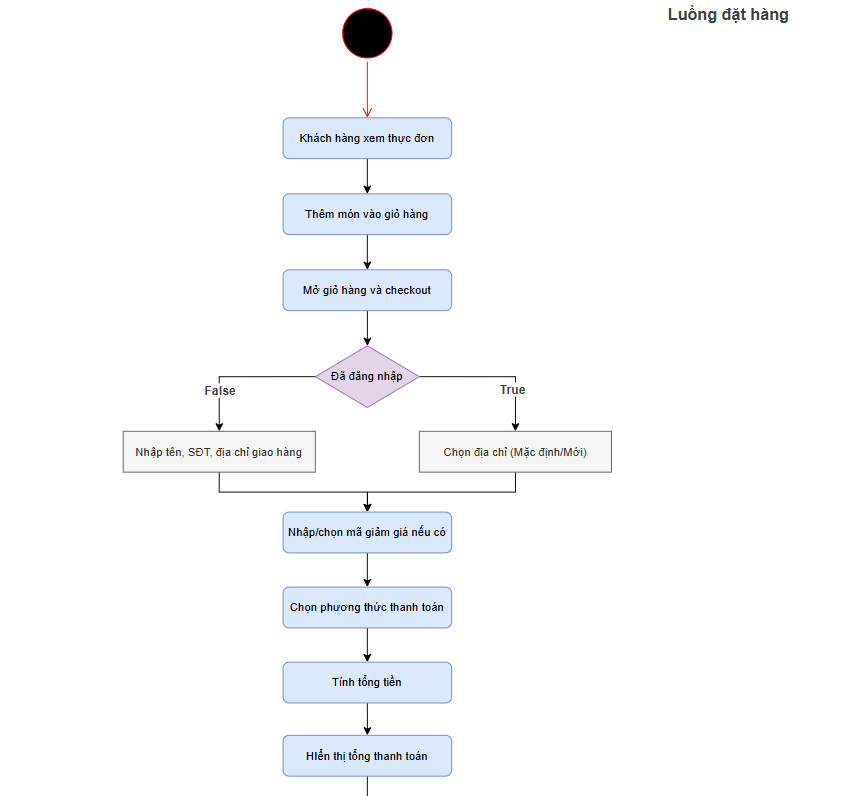 Luồng đặt hàng
Khách hàng xem thực đơn
Thêm món vào giỏ hàng
Mở giỏ hàng và checkout
Đã đăng nhập
False
True
Nhập tên, SĐT, địa chỉ giao hàng
Chọn địa chỉ (Mặc định/Mới)
Nhập/chọn mã giảm giá nếu có
Chọn phương thức thanh toán
Tính tổng tiền
HIển thị tổng thanh toán